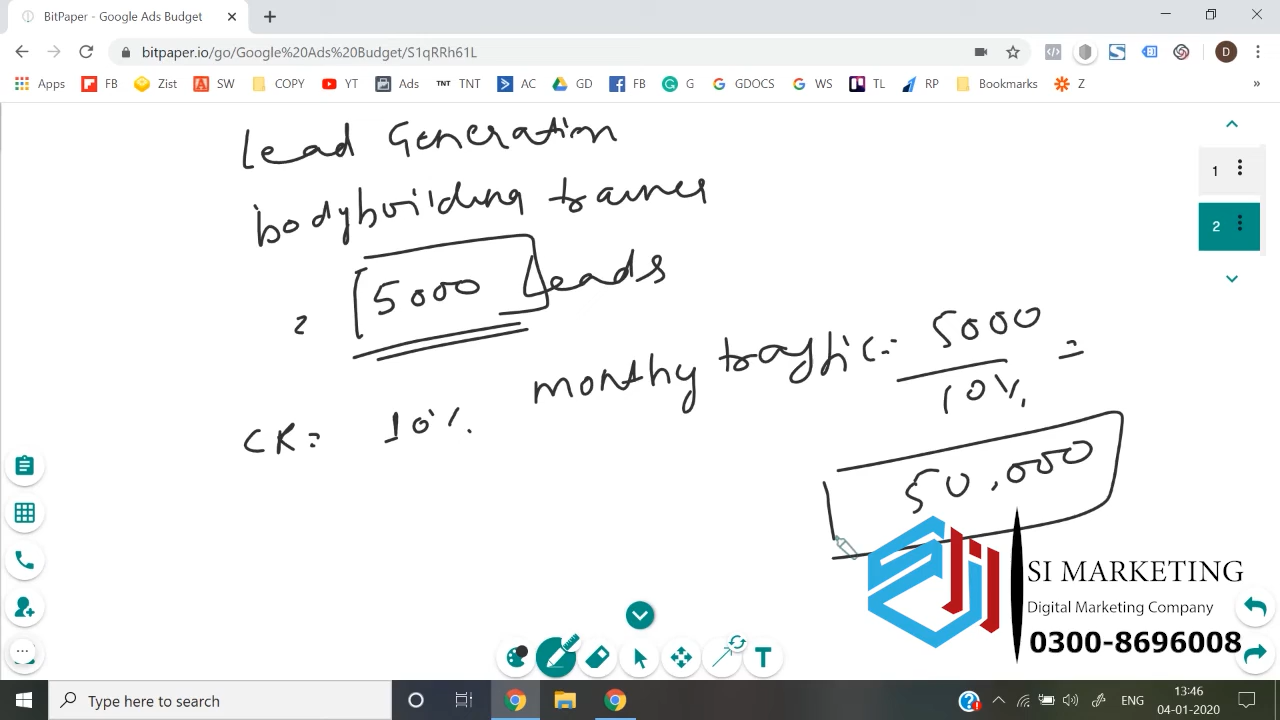 BitPaper - Google Ads Budget
bitpaper.io/go/Google%20Ads%20Budget/S1qRRh61L
D
Apps FB Zist SW COPY YT Ads TNT TNT AC GD FB G GDOCS WS TL RP Bookmarks Z »
Lead Generation
bodybuilding trainer
5000 Leads
monthy traffic = 5000 / 10% =
CR = 10%
50,000
1
2
SI MARKETING
Digital Marketing Company
0300-8696008
T
Type here to search
ENG
13:46
04-01-2020